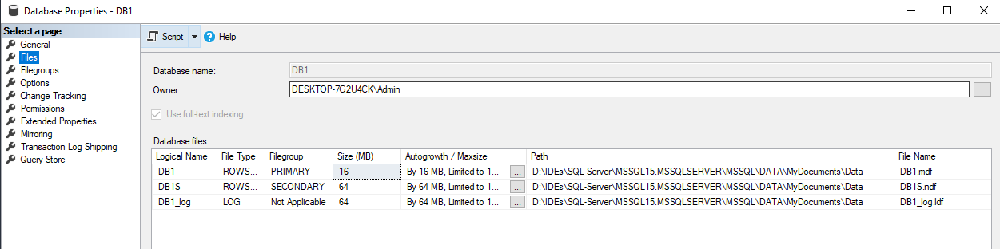 Database Properties - DB1
Select a page
General
Files
Filegroups
Options
Change Tracking
Permissions
Extended Properties
Mirroring
Transaction Log Shipping
Query Store
Script Help
Database name: DB1
Owner: DESKTOP-7G2U4CK\Admin ...
Use full-text indexing
Database files:
Logical Name File Type Filegroup Size (MB) Autogrowth / Maxsize Path File Name
DB1 ROWS... PRIMARY 16 By 16 MB, Limited to 1... ... D:\IDEs\SQL-Server\MSSQL15.MSSQLSERVER\MSSQL\DATA\MyDocuments\Data DB1.mdf
DB1S ROWS... SECONDARY 64 By 64 MB, Limited to 1... ... D:\IDEs\SQL-Server\MSSQL15.MSSQLSERVER\MSSQL\DATA\MyDocuments\Data DB1S.ndf
DB1_log LOG Not Applicable 64 By 64 MB, Limited to 1... ... D:\IDEs\SQL-Server\MSSQL15.MSSQLSERVER\MSSQL\DATA\MyDocuments\Data DB1_log.ldf